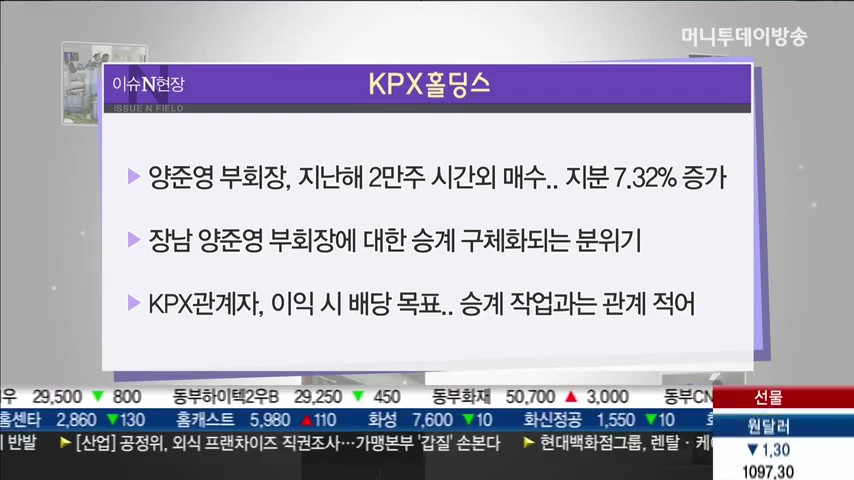 머니투데이방송
이슈N현장
ISSUE N FIELD
KPX홀딩스
▶ 양준영 부회장, 지난해 2만주 시간외 매수.. 지분 7.32% 증가
▶ 장남 양준영 부회장에 대한 승계 구체화되는 분위기
▶ KPX관계자, 이익 시 배당 목표.. 승계 작업과는 관계 적어
우 29,500 ▼ 800 동부하이텍2우B 29,250 ▼ 450 동부화재 50,700 ▲ 3,000 동부CN
선물
홈센타 2,860 ▼130 홈캐스트 5,980 ▲110 화성 7,600 ▼10 화신정공 1,550 ▼10
원달러
반발 ▶ [산업] 공정위, 외식 프랜차이즈 직권조사…가맹본부 '갑질' 손본다 ▶ 현대백화점그룹, 렌탈·케
▼1.30
1097.30